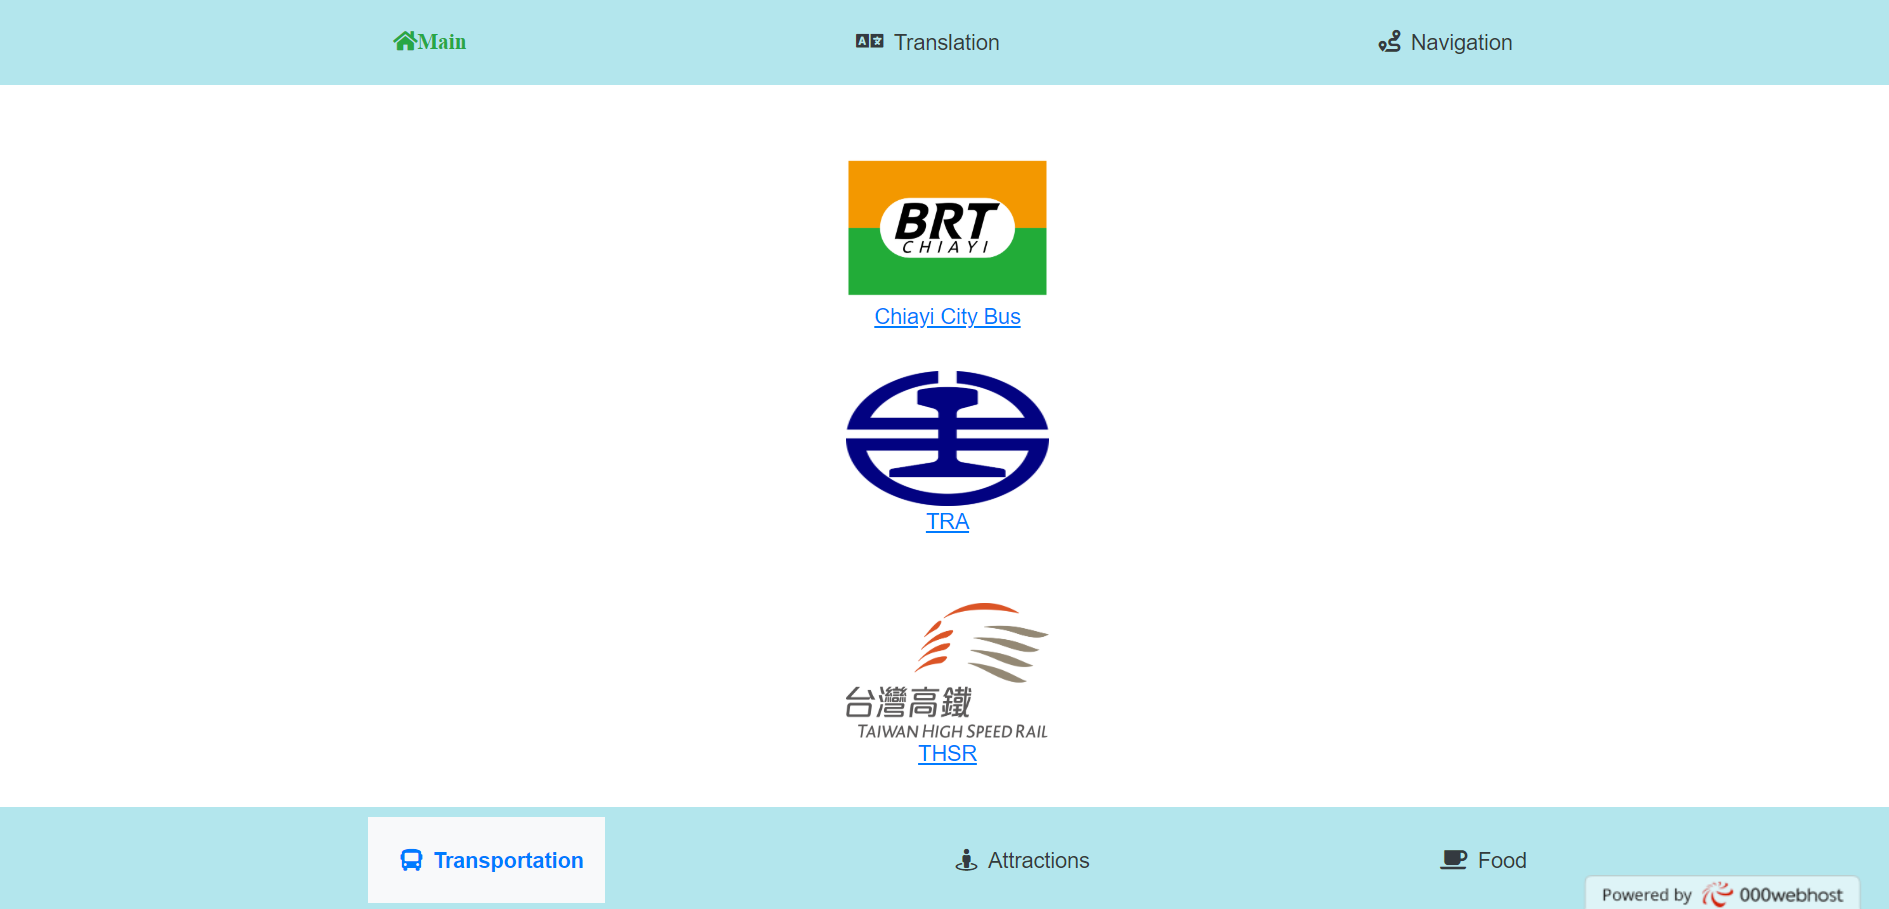 Main
Translation
Navigation
BRT
CHIAYI
Chiayi City Bus
TRA
台灣高鐵
TAIWAN HIGH SPEED RAIL
THSR
Transportation
Attractions
Food
Powered by 000webhost